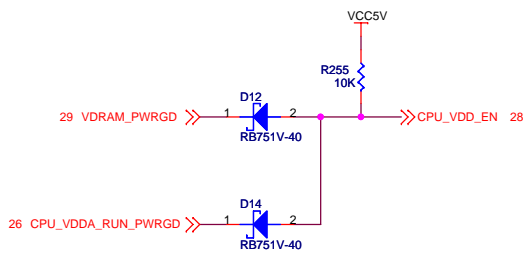 VCC5V
R255
10K
D12
29 VDRAM_PWRGD
1
2
CPU_VDD_EN 28
RB751V-40
D14
26 CPU_VDDA_RUN_PWRGD
1
2
RB751V-40